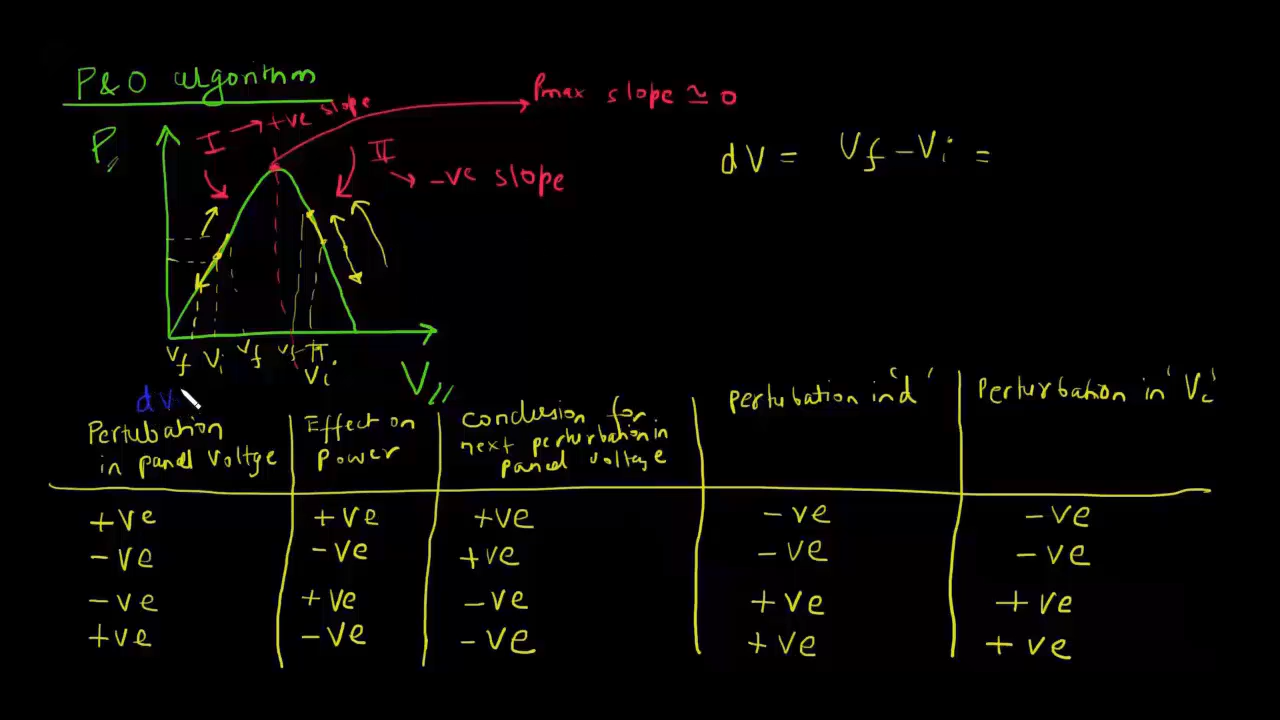 P&O algorithm
Pmax slope ≃ 0
I → +ve slope
P
II
→ -ve slope
dV = Vf - Vi =
Vf Vi Vf Vf Vi
V
dV
Pertubation in panel Voltge
Effect on power
Conclusion for next perturbation in panel voltage
perturbation in 'd'
Perturbation in 'Vc'
+ve +ve +ve -ve -ve
-ve -ve +ve -ve -ve
-ve +ve -ve +ve +ve
+ve -ve -ve +ve +ve